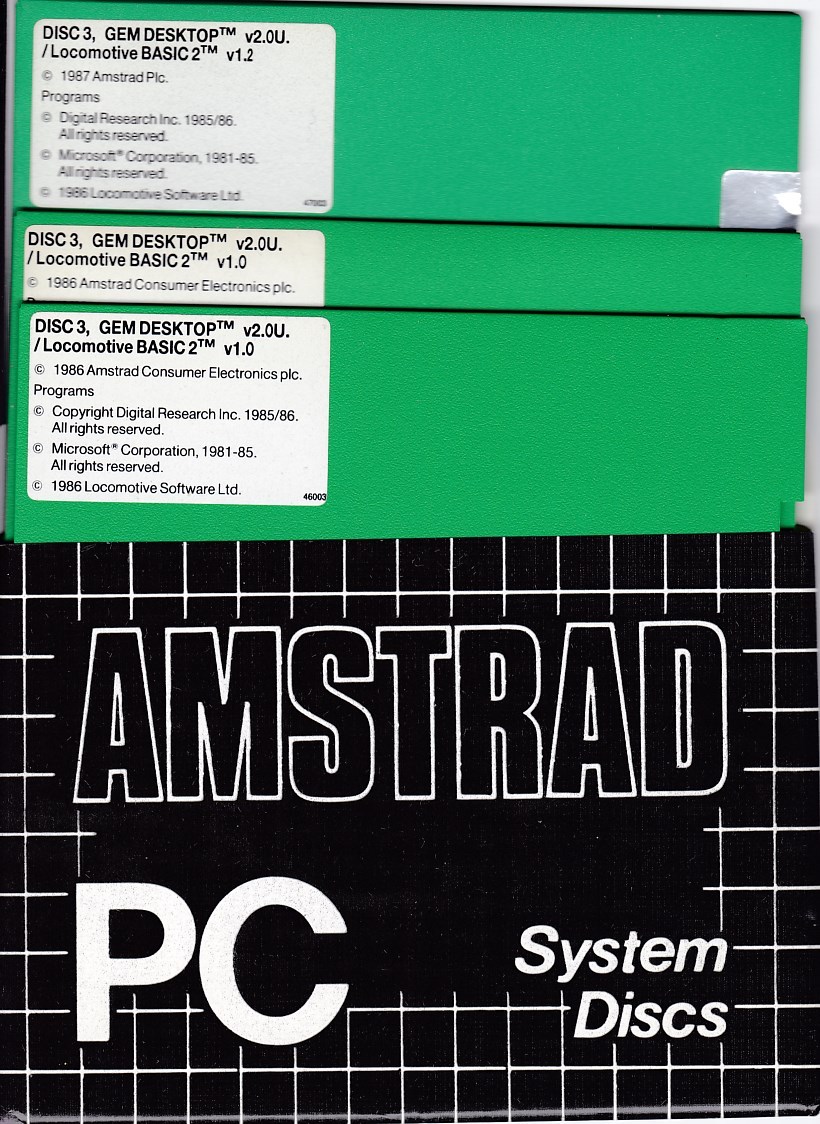 DISC 3, GEM DESKTOP™ v2.0U.
/Locomotive BASIC 2™ v1.2
© 1987 Amstrad Plc.
Programs
© Digital Research Inc. 1985/86.
All rights reserved.
© Microsoft® Corporation, 1981-85.
All rights reserved.
© 1986 Locomotive Software Ltd.
47003
DISC 3, GEM DESKTOP™ v2.0U.
/Locomotive BASIC 2™ v1.0
© 1986 Amstrad Consumer Electronics plc.
DISC 3, GEM DESKTOP™ v2.0U.
/Locomotive BASIC 2™ v1.0
© 1986 Amstrad Consumer Electronics plc.
Programs
© Copyright Digital Research Inc. 1985/86.
All rights reserved.
© Microsoft® Corporation, 1981-85.
All rights reserved.
© 1986 Locomotive Software Ltd.
46003
AMSTRAD
PC
System
Discs